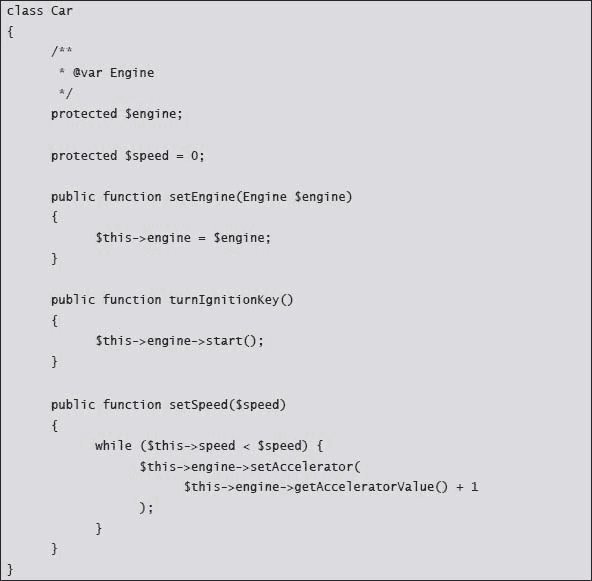 class Car
{
/**
* @var Engine
*/
protected $engine;
protected $speed = 0;
public function setEngine(Engine $engine)
{
$this->engine = $engine;
}
public function turnIgnitionKey()
{
$this->engine->start();
}
public function setSpeed($speed)
{
while ($this->speed < $speed) {
$this->engine->setAccelerator(
$this->engine->getAcceleratorValue() + 1
);
}
}
}